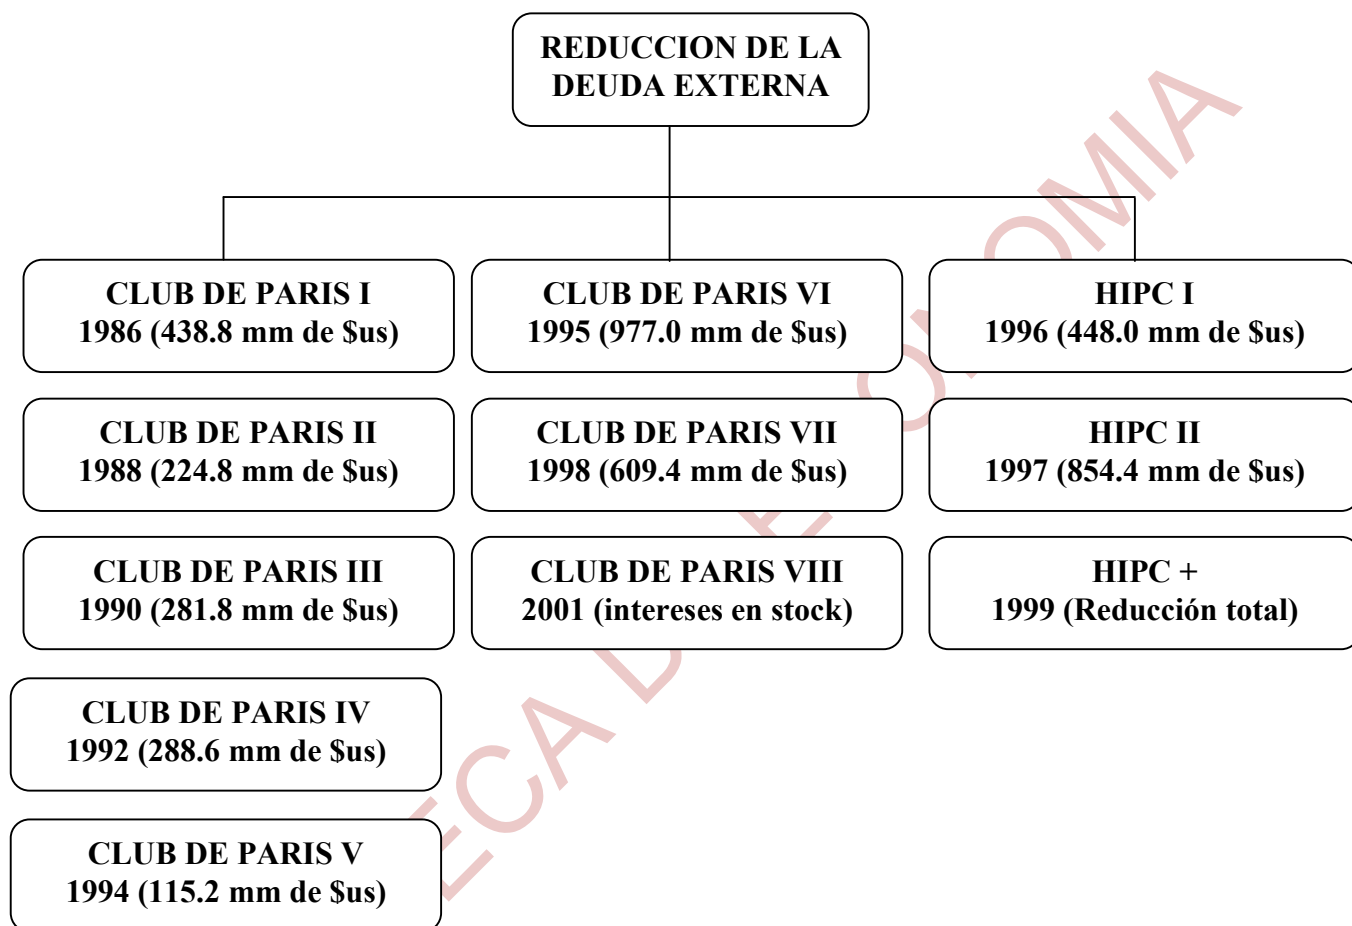 REDUCCION DE LA
DEUDA EXTERNA
CLUB DE PARIS I
1986 (438.8 mm de $us)
CLUB DE PARIS II
1988 (224.8 mm de $us)
CLUB DE PARIS III
1990 (281.8 mm de $us)
CLUB DE PARIS IV
1992 (288.6 mm de $us)
CLUB DE PARIS V
1994 (115.2 mm de $us)
CLUB DE PARIS VI
1995 (977.0 mm de $us)
CLUB DE PARIS VII
1998 (609.4 mm de $us)
CLUB DE PARIS VIII
2001 (intereses en stock)
HIPC I
1996 (448.0 mm de $us)
HIPC II
1997 (854.4 mm de $us)
HIPC +
1999 (Reducción total)